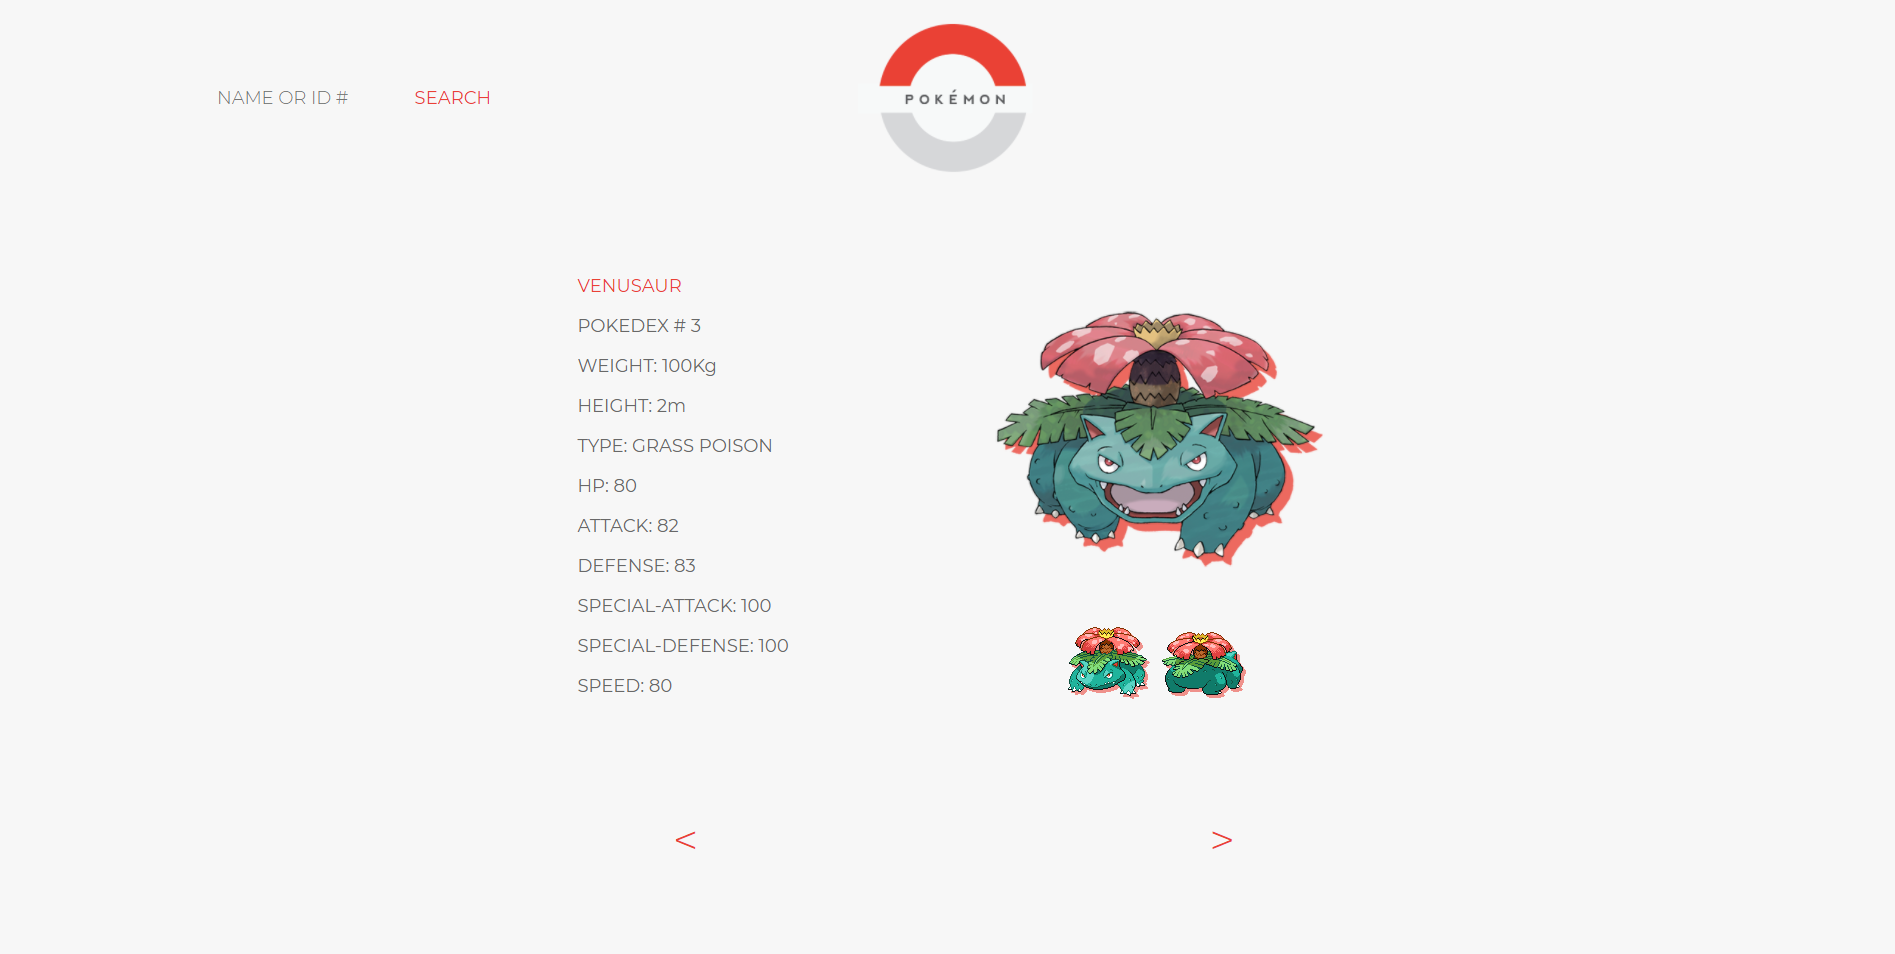 NAME OR ID #
SEARCH
POKÉMON
VENUSAUR
POKEDEX # 3
WEIGHT: 100Kg
HEIGHT: 2m
TYPE: GRASS POISON
HP: 80
ATTACK: 82
DEFENSE: 83
SPECIAL-ATTACK: 100
SPECIAL-DEFENSE: 100
SPEED: 80
< >